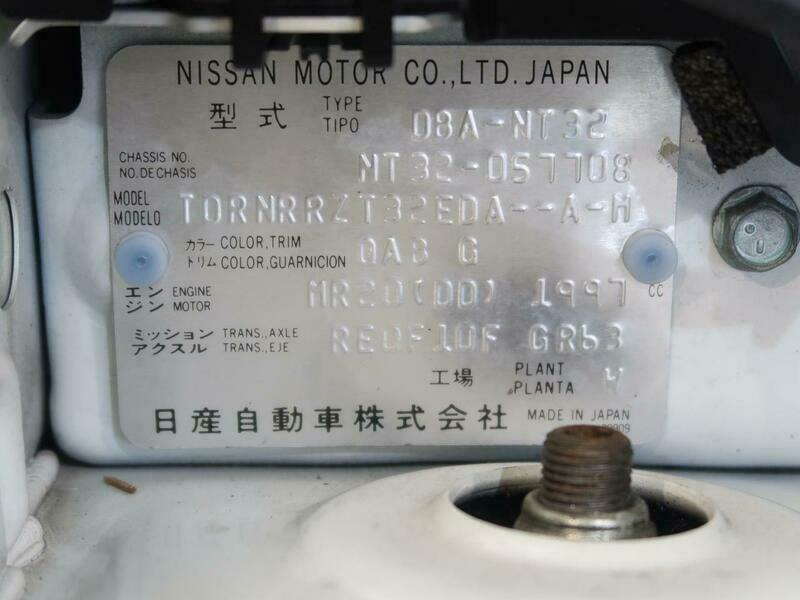 NISSAN MOTOR CO.,LTD. JAPAN
型式 TYPE TIPO DBA-NT32
CHASSIS NO. NO. DE CHASIS NT32-057708
MODEL MODELO TDRNRRZT32EDA--A-H
カラー COLOR,TRIM トリム COLOR,GUARNICION QAB G
エンジン ENGINE MOTOR MR20(DD) 1997 CC
ミッション TRANS.,AXLE アクスル TRANS.,EJE RE0F10F GR63
工場 PLANT PLANTA
日産自動車株式会社 MADE IN JAPAN